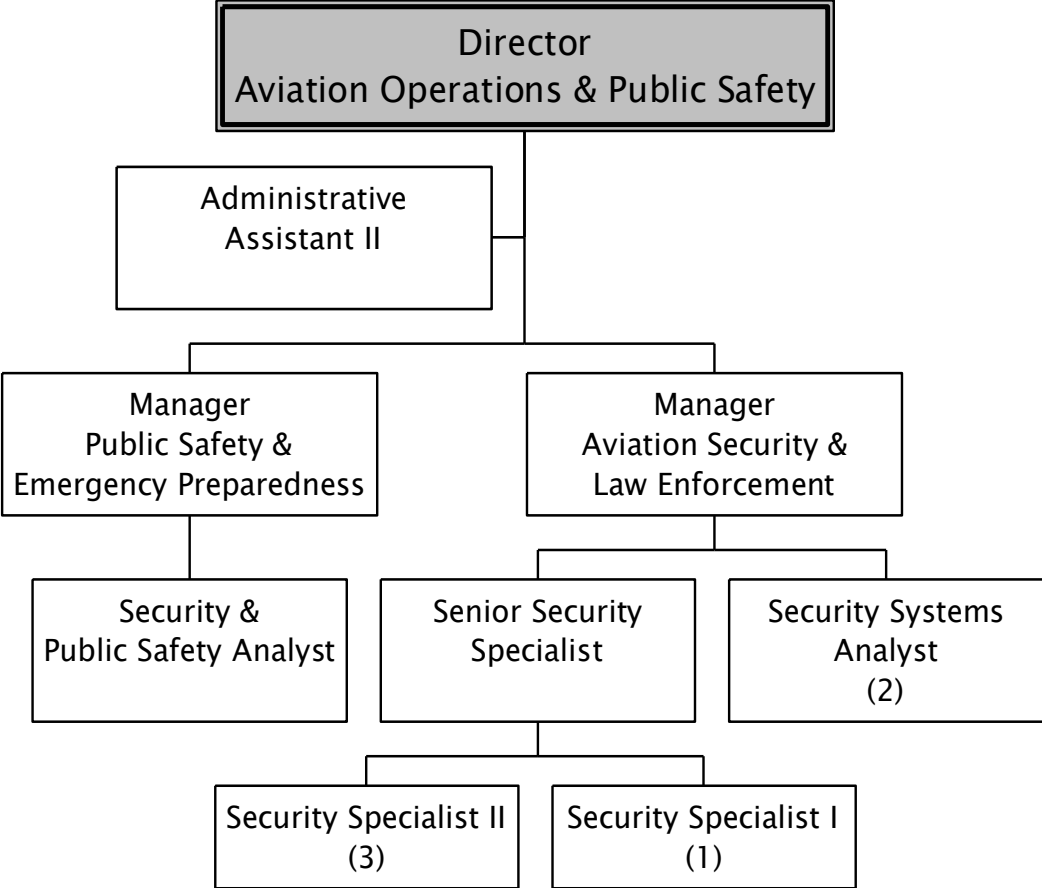 Director
Aviation Operations & Public Safety
Administrative
Assistant II
Manager
Public Safety &
Emergency Preparedness
Manager
Aviation Security &
Law Enforcement
Security &
Public Safety Analyst
Senior Security
Specialist
Security Systems
Analyst
(2)
Security Specialist II
(3)
Security Specialist I
(1)